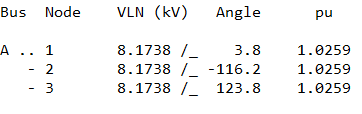 Bus  Node    VLN (kV)   Angle      pu
A .. 1       8.1738 /_    3.8   1.0259
   - 2       8.1738 /_ -116.2   1.0259
   - 3       8.1738 /_  123.8   1.0259